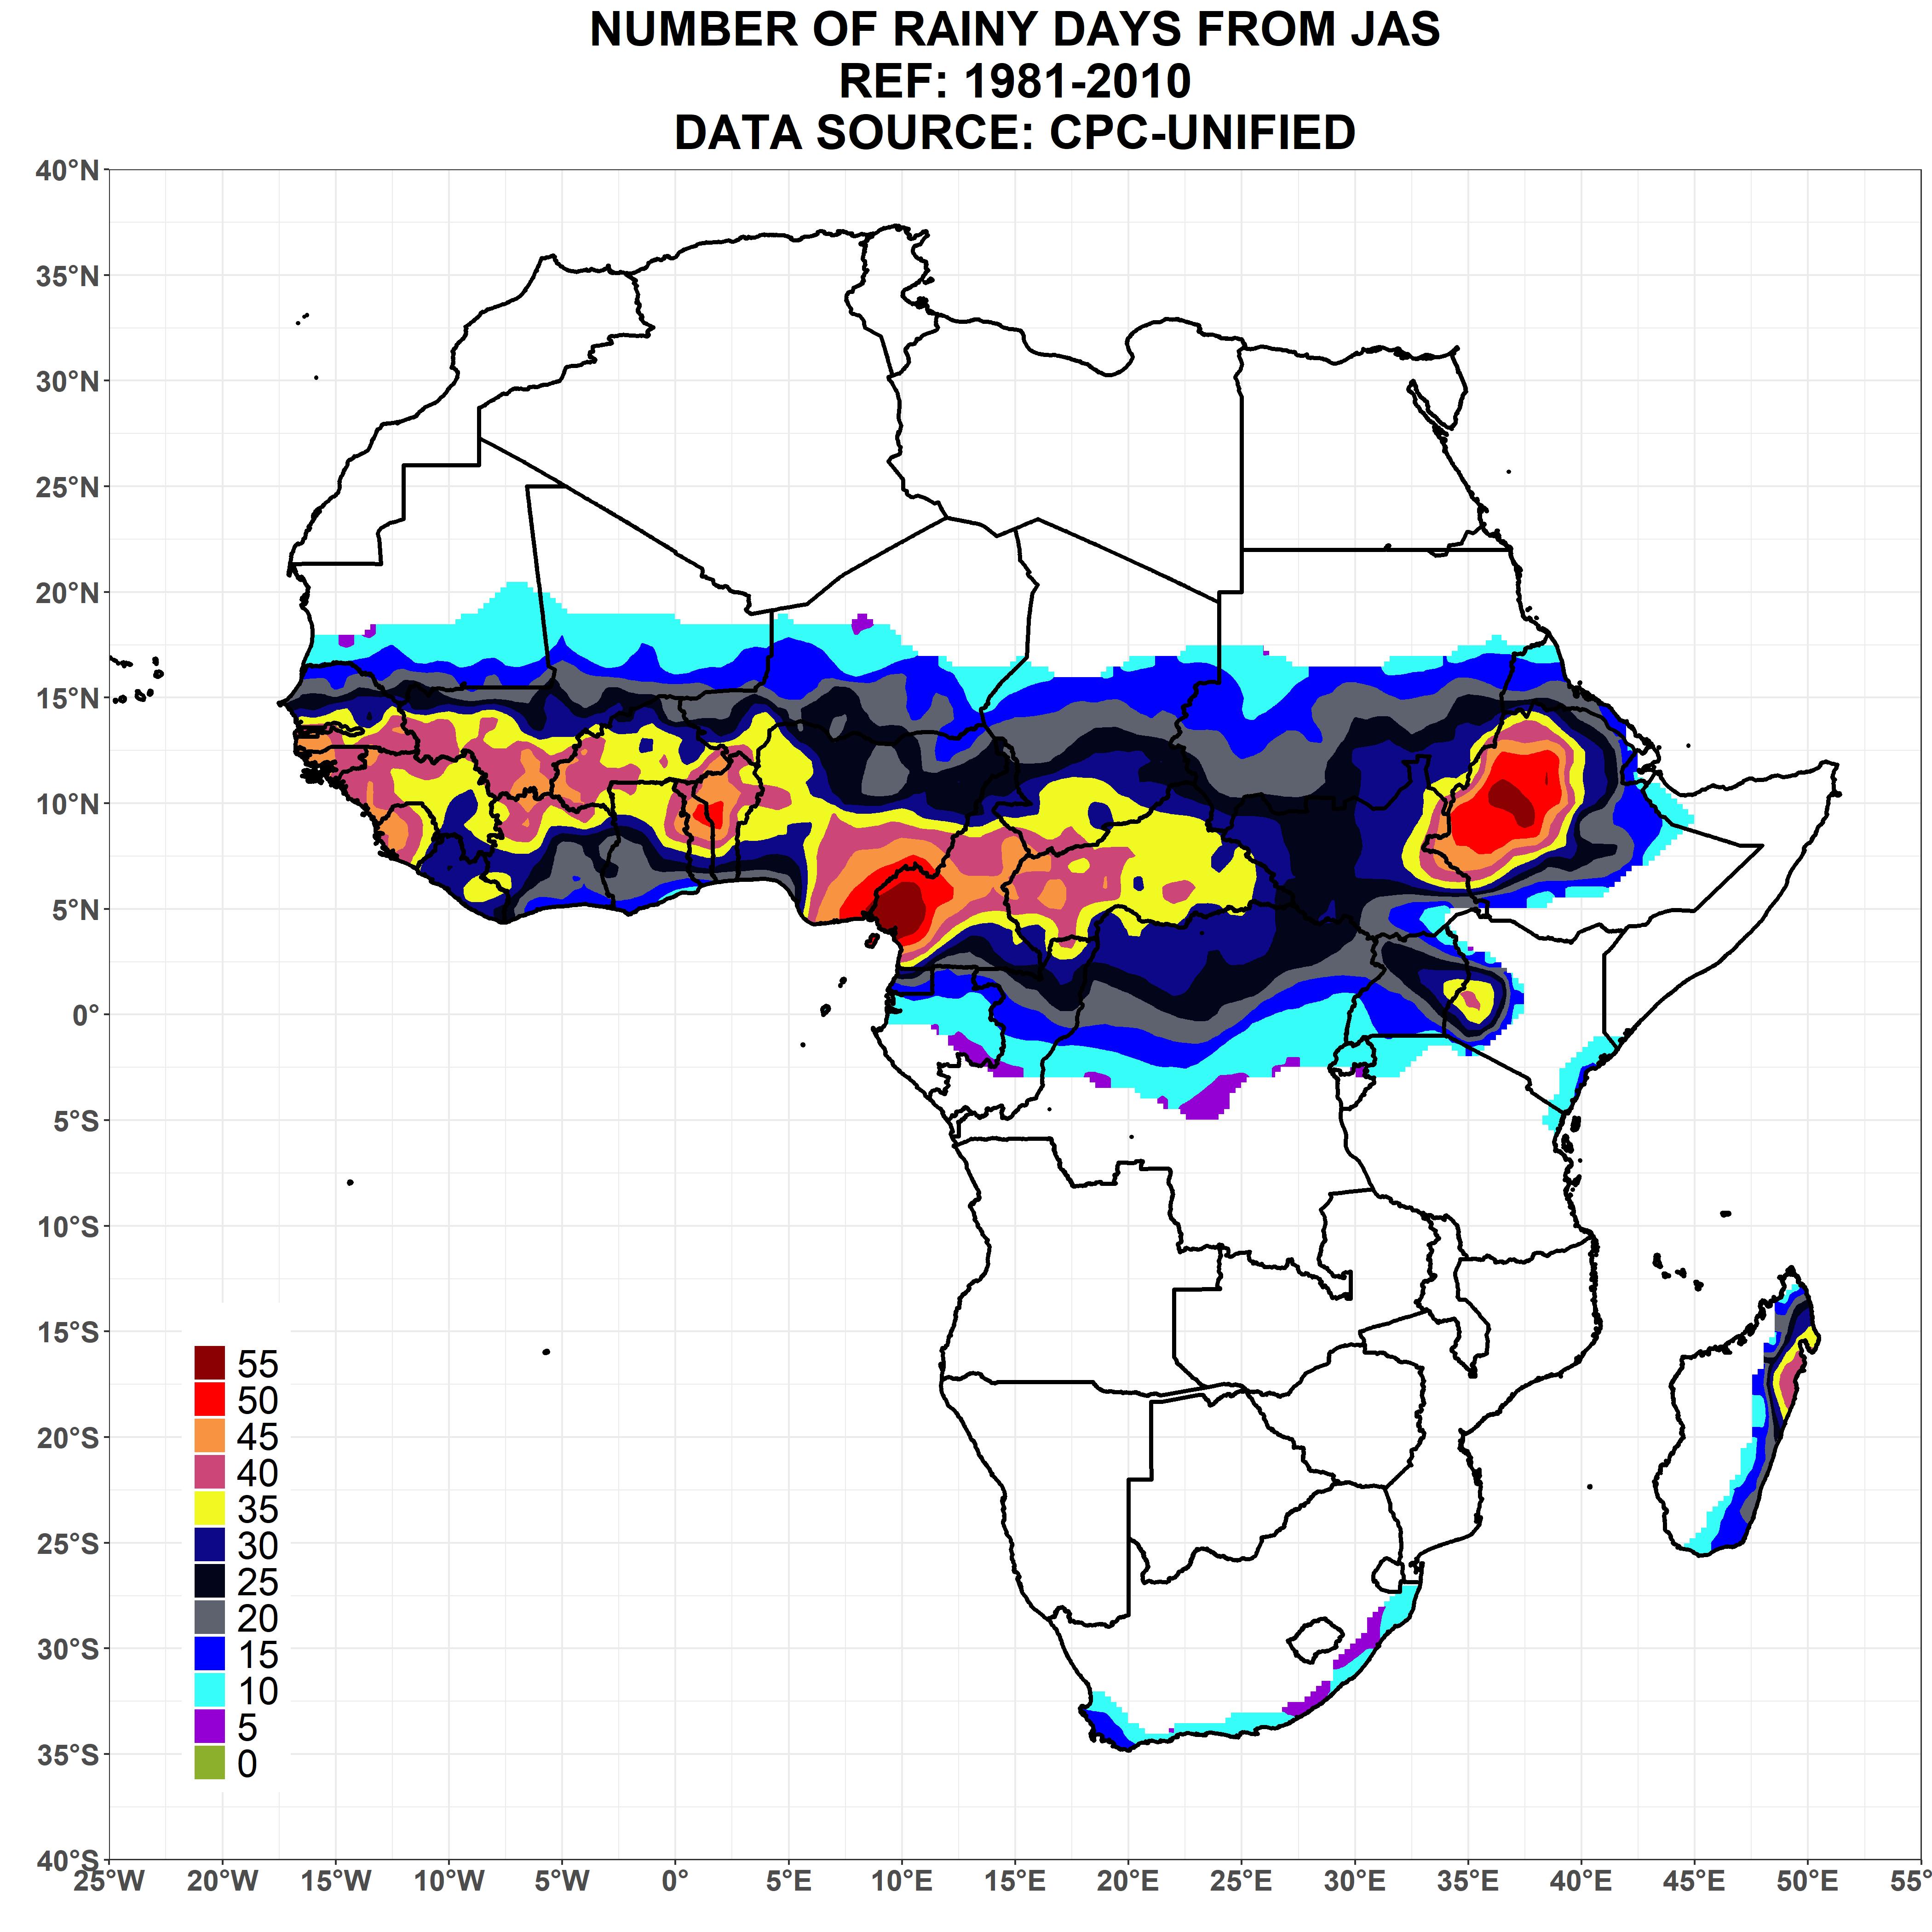 NUMBER OF RAINY DAYS FROM JAS
REF: 1981-2010
DATA SOURCE: CPC-UNIFIED
40°N
35°N
30°N
25°N
20°N
15°N
10°N
5°N
0°
5°S
10°S
15°S
20°S
25°S
30°S
35°S
40°S
55
50
45
40
35
30
25
20
15
10
5
0
25°W 20°W 15°W 10°W 5°W 0° 5°E 10°E 15°E 20°E 25°E 30°E 35°E 40°E 45°E 50°E 55°